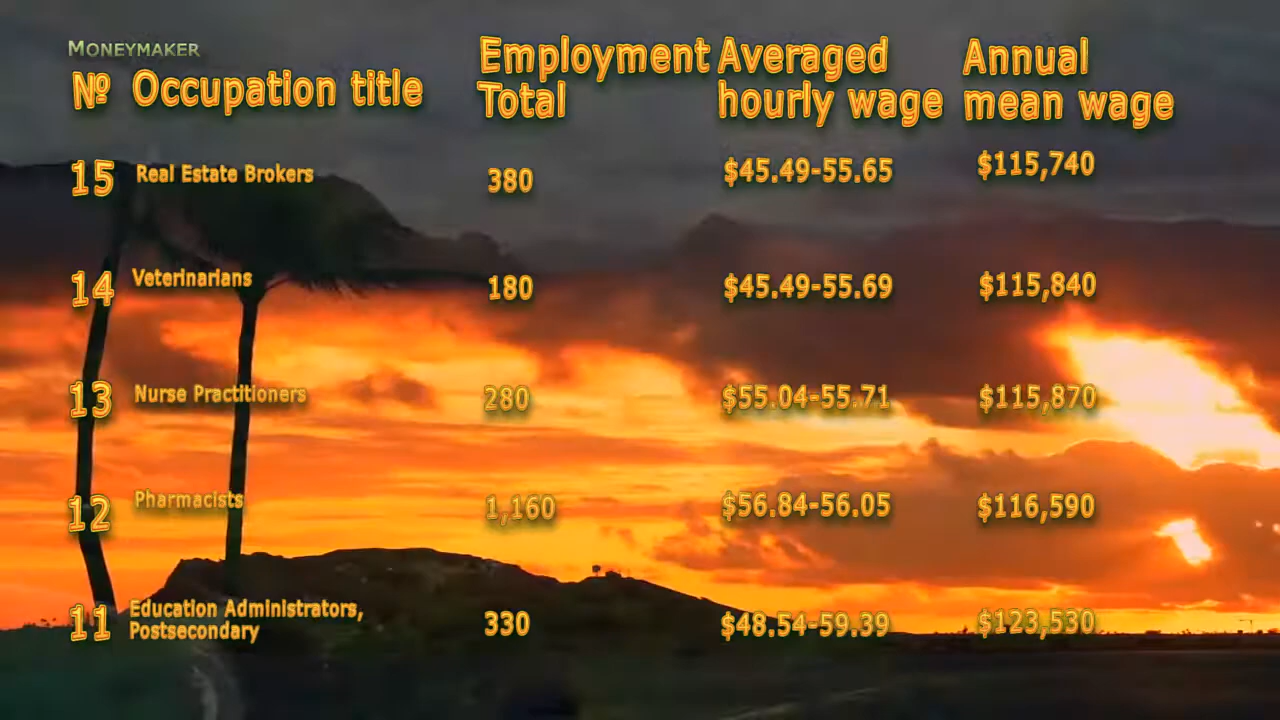 MONEYMAKER
№ Occupation title Employment Total Averaged hourly wage Annual mean wage
15 Real Estate Brokers 380 $45.49-55.65 $115,740
14 Veterinarians 180 $45.49-55.69 $115,840
13 Nurse Practitioners 280 $55.04-55.71 $115,870
12 Pharmacists 1,160 $56.84-56.05 $116,590
11 Education Administrators, Postsecondary 330 $48.54-59.39 $123,530